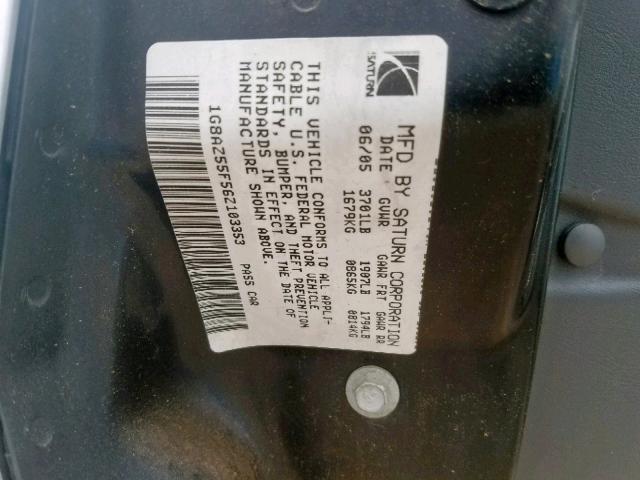 SATURN
MFD BY SATURN CORPORATION
DATE GVWR GAWR FRT GAWR RR
06/05 3701LB 1907LB 1794LB
1679KG 0865KG 0814KG
THIS VEHICLE CONFORMS TO ALL APPLI-
CABLE U.S. FEDERAL MOTOR VEHICLE
SAFETY, BUMPER, AND THEFT PREVENTION
STANDARDS IN EFFECT ON THE DATE OF
MANUFACTURE SHOWN ABOVE.
1G8AZ55F56Z103353 PASS CAR